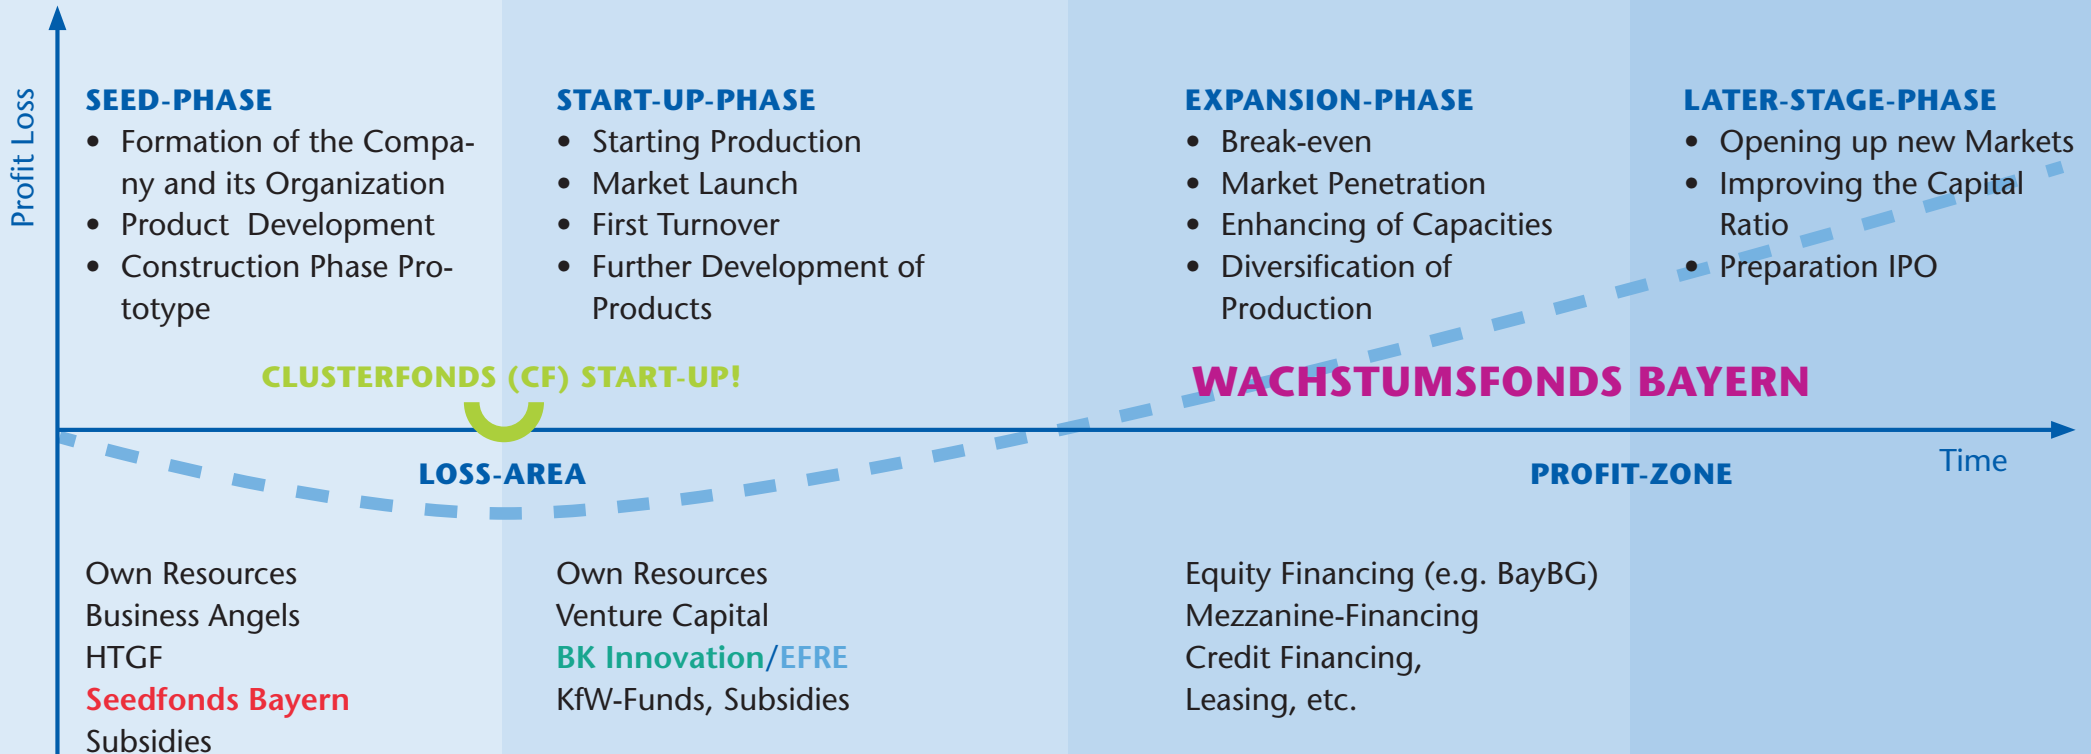 Profit Loss
SEED-PHASE
• Formation of the Compa-
ny and its Organization
• Product Development
• Construction Phase Pro-
totype
START-UP-PHASE
• Starting Production
• Market Launch
• First Turnover
• Further Development of
Products
EXPANSION-PHASE
• Break-even
• Market Penetration
• Enhancing of Capacities
• Diversification of
Production
LATER-STAGE-PHASE
• Opening up new Markets
• Improving the Capital
Ratio
• Preparation IPO
CLUSTERFONDS (CF) START-UP!
WACHSTUMSFONDS BAYERN
LOSS-AREA
PROFIT-ZONE
Time
Own Resources
Business Angels
HTGF
Seedfonds Bayern
Subsidies
Own Resources
Venture Capital
BK Innovation/EFRE
KfW-Funds, Subsidies
Equity Financing (e.g. BayBG)
Mezzanine-Financing
Credit Financing,
Leasing, etc.